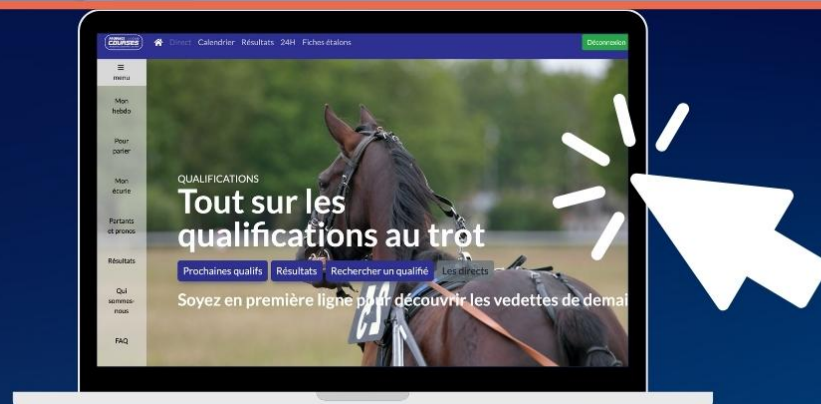 COURSES
Direct Calendrier Résultats 24H Fiches étalons
Déconnexion
menu
Mon
hebdo
Pour
parier
Mon
écurie
Partants
et pronos
Résultats
Qui
sommes-
nous
FAQ
QUALIFICATIONS
Tout sur les
qualifications au trot
Prochaines qualifs
Résultats
Rechercher un qualifié
Les directs
Soyez en première ligne pour découvrir les vedettes de demai